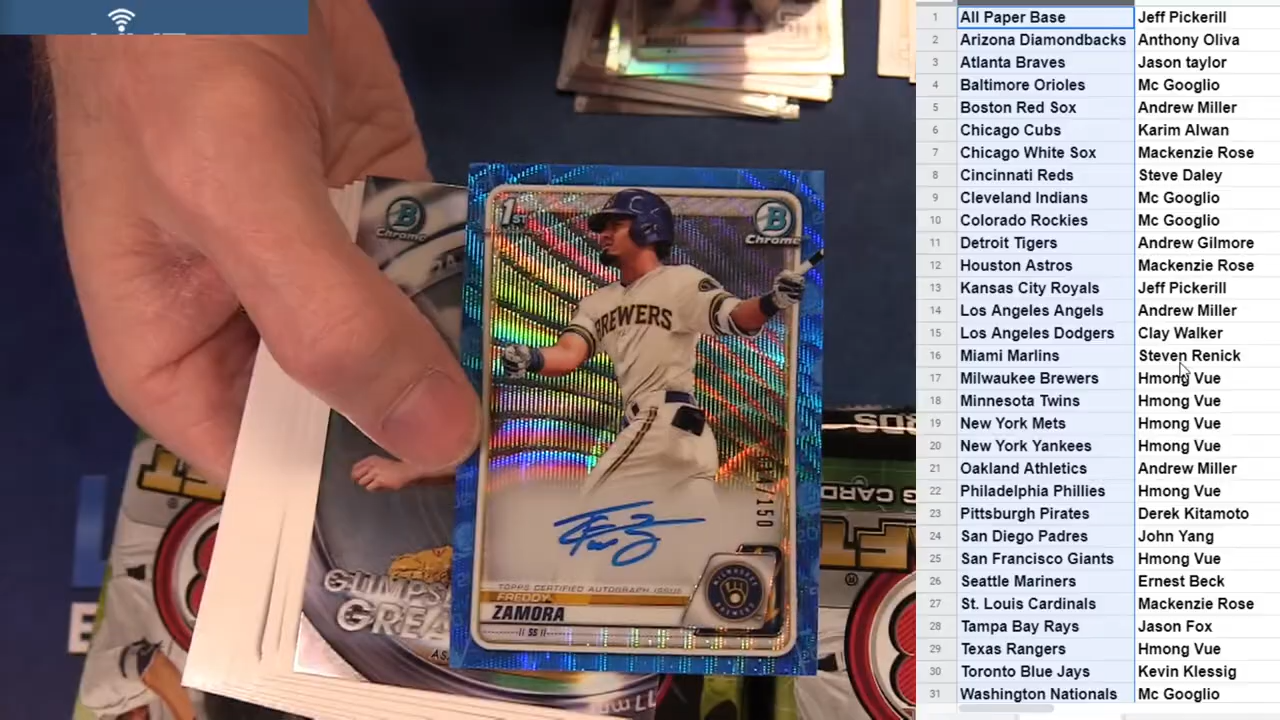 1ST
B
Chrome
B
Chrome
BREWERS
/150
TOPPS CERTIFIED AUTOGRAPH ISSUE
FREDDY
ZAMORA
// SS //
GLIMPS
GREA
CARD
1 All Paper Base Jeff Pickerill
2 Arizona Diamondbacks Anthony Oliva
3 Atlanta Braves Jason taylor
4 Baltimore Orioles Mc Googlio
5 Boston Red Sox Andrew Miller
6 Chicago Cubs Karim Alwan
7 Chicago White Sox Mackenzie Rose
8 Cincinnati Reds Steve Daley
9 Cleveland Indians Mc Googlio
10 Colorado Rockies Mc Googlio
11 Detroit Tigers Andrew Gilmore
12 Houston Astros Mackenzie Rose
13 Kansas City Royals Jeff Pickerill
14 Los Angeles Angels Andrew Miller
15 Los Angeles Dodgers Clay Walker
16 Miami Marlins Steven Renick
17 Milwaukee Brewers Hmong Vue
18 Minnesota Twins Hmong Vue
19 New York Mets Hmong Vue
20 New York Yankees Hmong Vue
21 Oakland Athletics Andrew Miller
22 Philadelphia Phillies Hmong Vue
23 Pittsburgh Pirates Derek Kitamoto
24 San Diego Padres John Yang
25 San Francisco Giants Hmong Vue
26 Seattle Mariners Ernest Beck
27 St. Louis Cardinals Mackenzie Rose
28 Tampa Bay Rays Jason Fox
29 Texas Rangers Hmong Vue
30 Toronto Blue Jays Kevin Klessig
31 Washington Nationals Mc Googlio